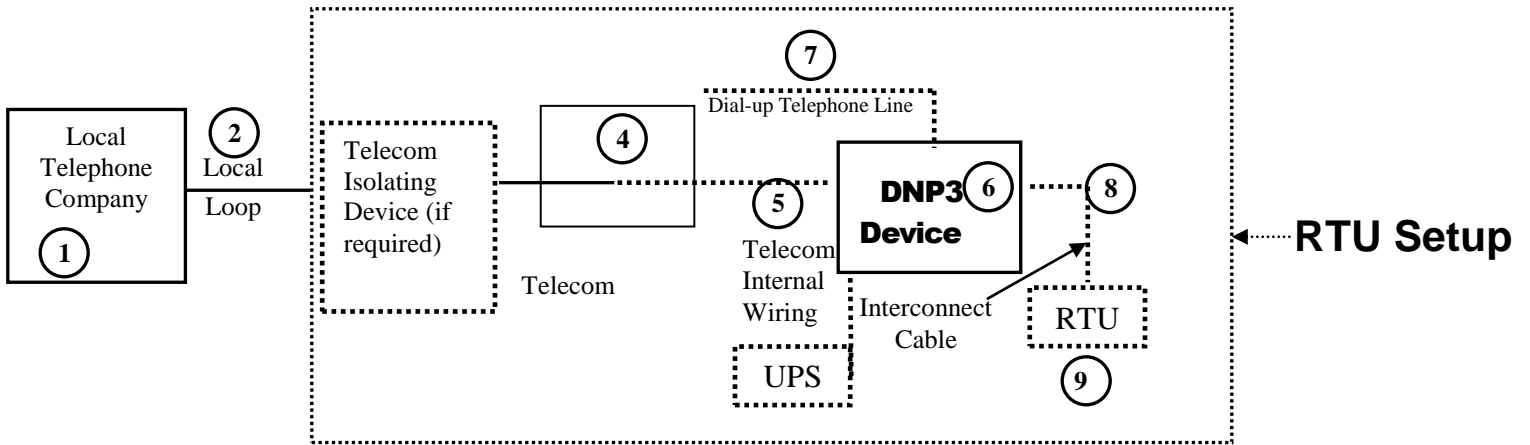 7
Dial-up Telephone Line
Local
Telephone
Company
1
2
Local
Loop
Telecom
Isolating
Device (if
required)
4
Telecom
5
Telecom
Internal
Wiring
DNP3
Device
6
8
Interconnect
Cable
RTU
9
UPS
RTU Setup